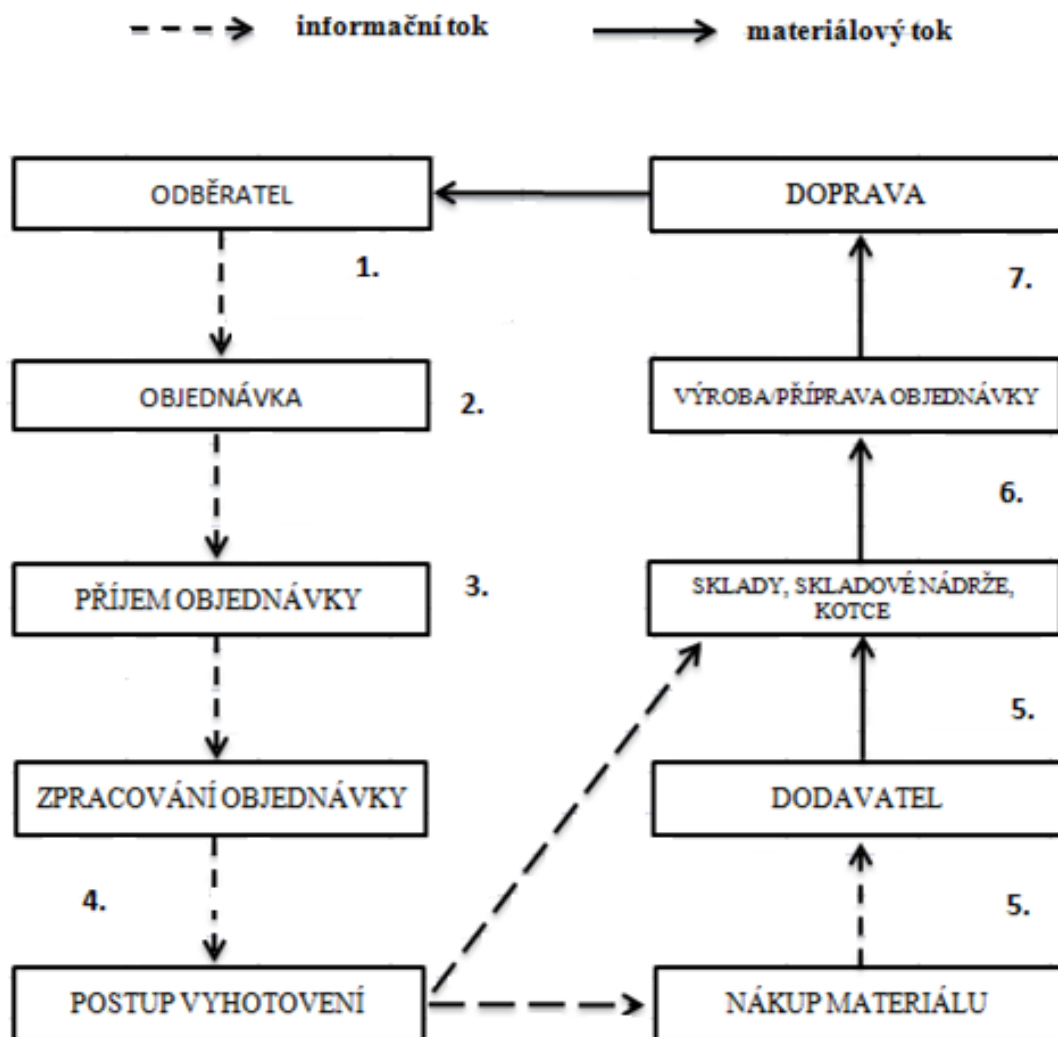 informační tok
materiálový tok
ODBĚRATEL
DOPRAVA
1.
7.
OBJEDNÁVKA
2.
VÝROBA/PŘÍPRAVA OBJEDNÁVKY
6.
PŘÍJEM OBJEDNÁVKY
3.
SKLADY, SKLADOVÉ NÁDRŽE,
KOTCE
5.
ZPRACOVÁNÍ OBJEDNÁVKY
DODAVATEL
4.
5.
POSTUP VYHOTOVENÍ
NÁKUP MATERIÁLU